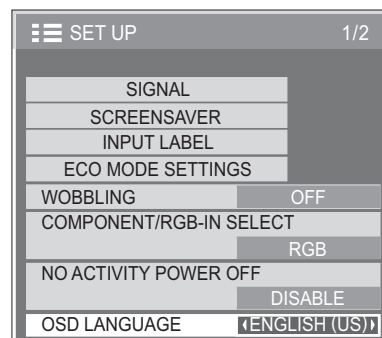 SET UP 1/2
SIGNAL
SCREENSAVER
INPUT LABEL
ECO MODE SETTINGS
WOBBLING OFF
COMPONENT/RGB-IN SELECT
RGB
NO ACTIVITY POWER OFF
DISABLE
OSD LANGUAGE ENGLISH (US)